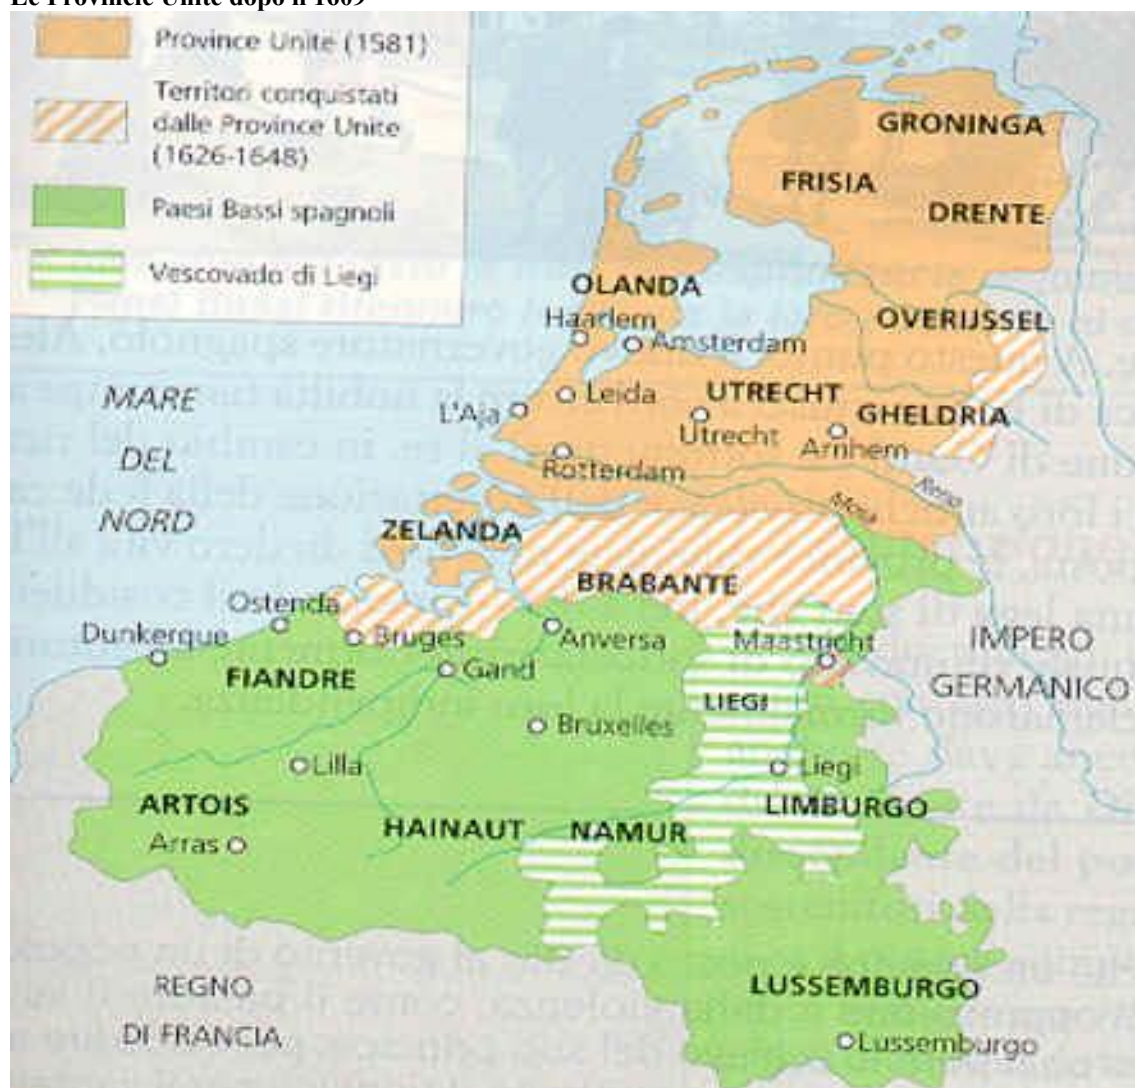 Le Provincie Unite dopo il 1609
Province Unite (1581)
Territori conquistati
dalle Province Unite
(1626-1648)
Paesi Bassi spagnoli
Vescovado di Liegi
GRONINGA
FRISIA
DRENTE
OLANDA
OVERIJSSEL
Haarlem
Amsterdam
Leida
UTRECHT
L'Aja
GHELDRIA
Utrecht
Arnhem
Rotterdam
Reno
Mosa
MARE
DEL
NORD
ZELANDA
BRABANTE
Ostenda
Dunkerque
Bruges
Anversa
Maastricht
IMPERO
GERMANICO
FIANDRE
Gand
LIEGI
Bruxelles
Lilla
Liegi
ARTOIS
LIMBURGO
HAINAUT
NAMUR
Arras
REGNO
DI FRANCIA
LUSSEMBURGO
Lussemburgo